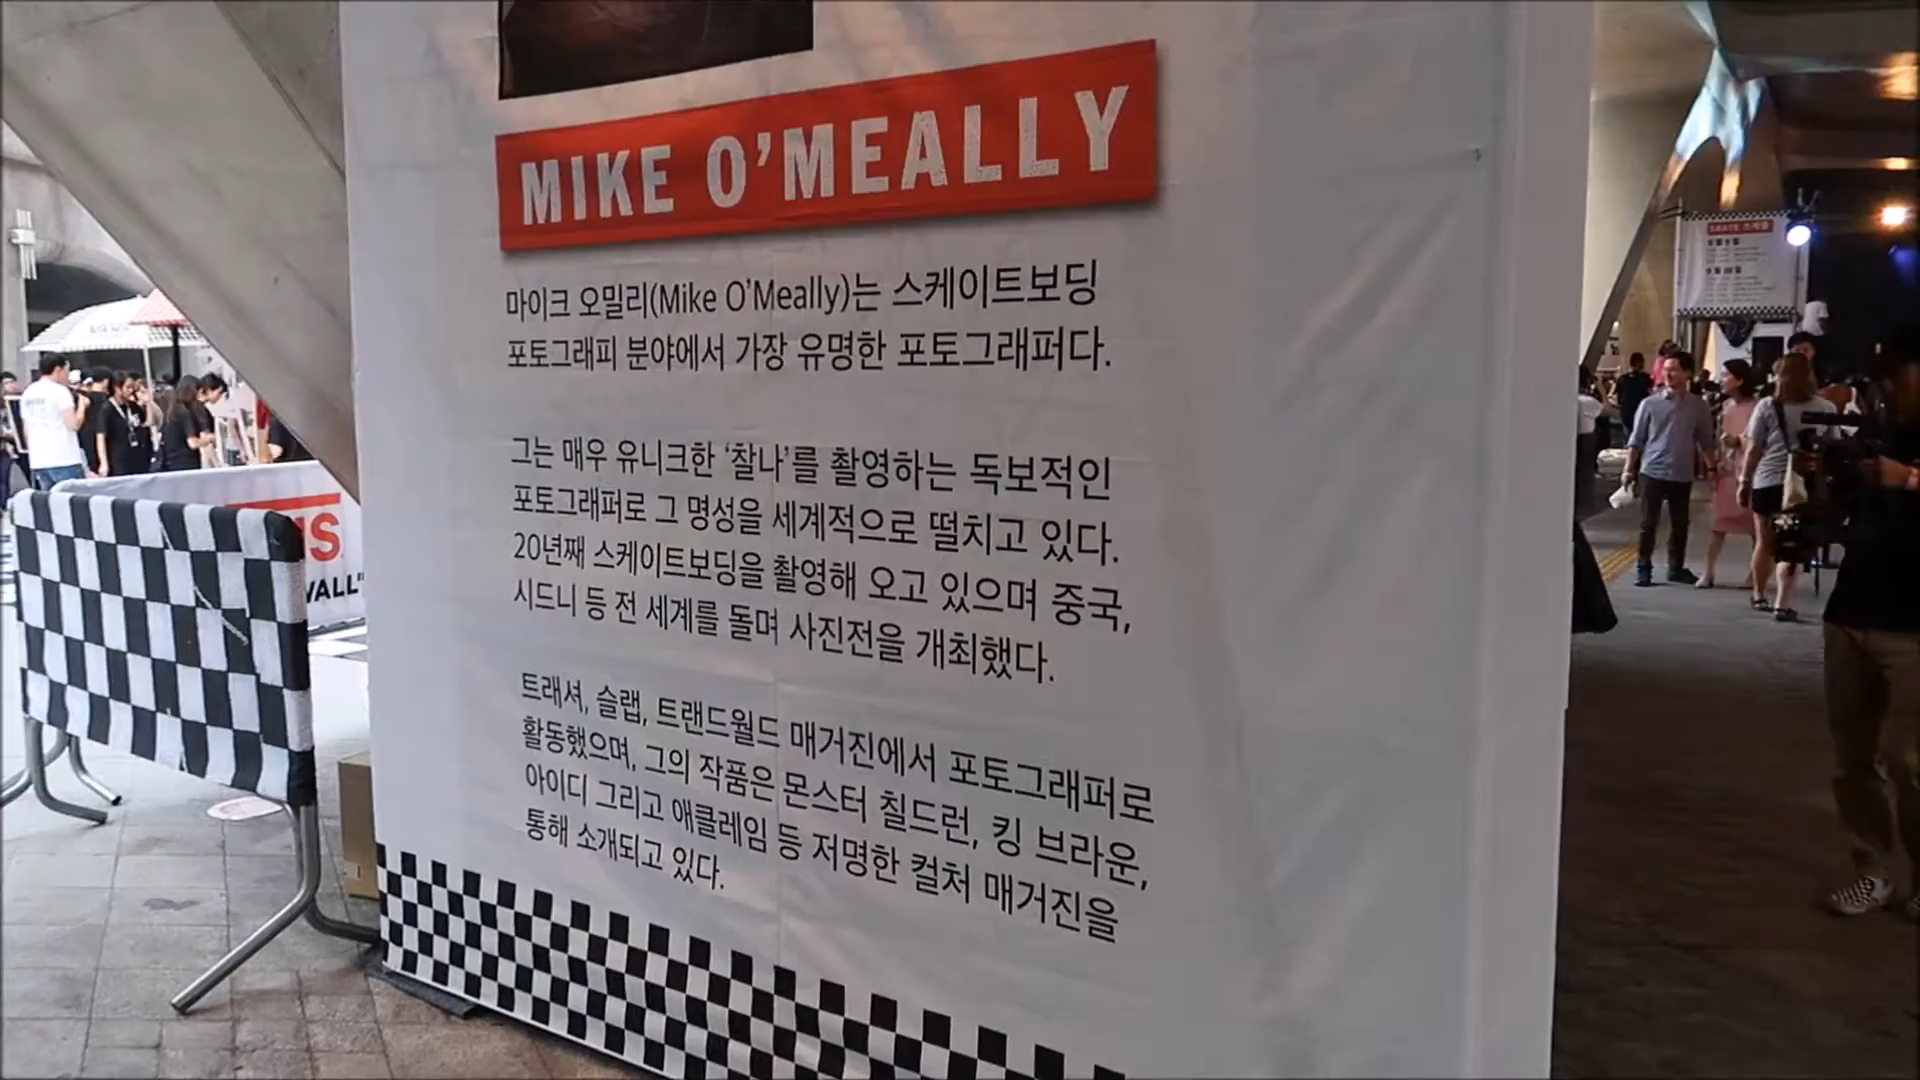 MIKE O'MEALLY
마이크 오밀리(Mike O'Meally)는 스케이트보딩
포토그래피 분야에서 가장 유명한 포토그래퍼다.
그는 매우 유니크한 '찰나'를 촬영하는 독보적인
포토그래퍼로 그 명성을 세계적으로 떨치고 있다.
20년째 스케이트보딩을 촬영해 오고 있으며 중국,
시드니 등 전 세계를 돌며 사진전을 개최했다.
트래셔, 슬랩, 트랜드월드 매거진에서 포토그래퍼로
활동했으며, 그의 작품은 몬스터 칠드런, 킹 브라운,
아이디 그리고 애클레임 등 저명한 컬처 매거진을
통해 소개되고 있다.
NS
WALL"
SKATE 스케줄